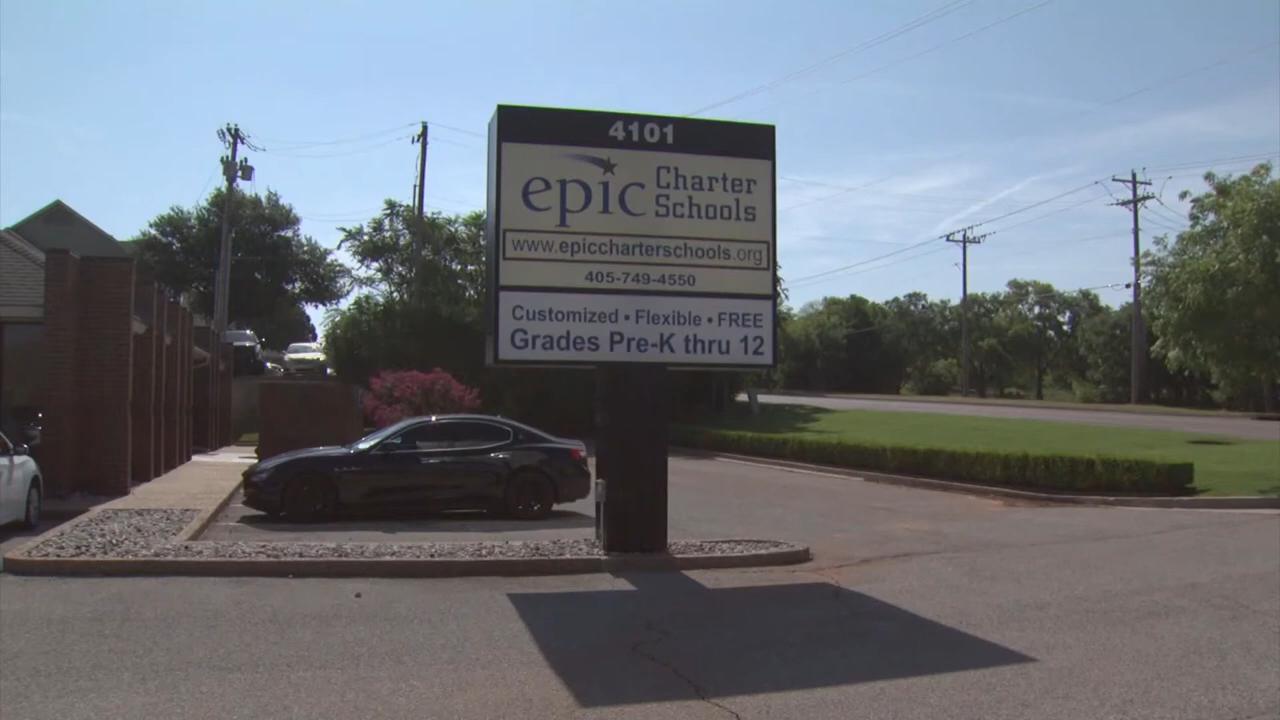 4101
epic Charter Schools
www.epiccharterschools.org
405-749-4550
Customized • Flexible • FREE
Grades Pre-K thru 12